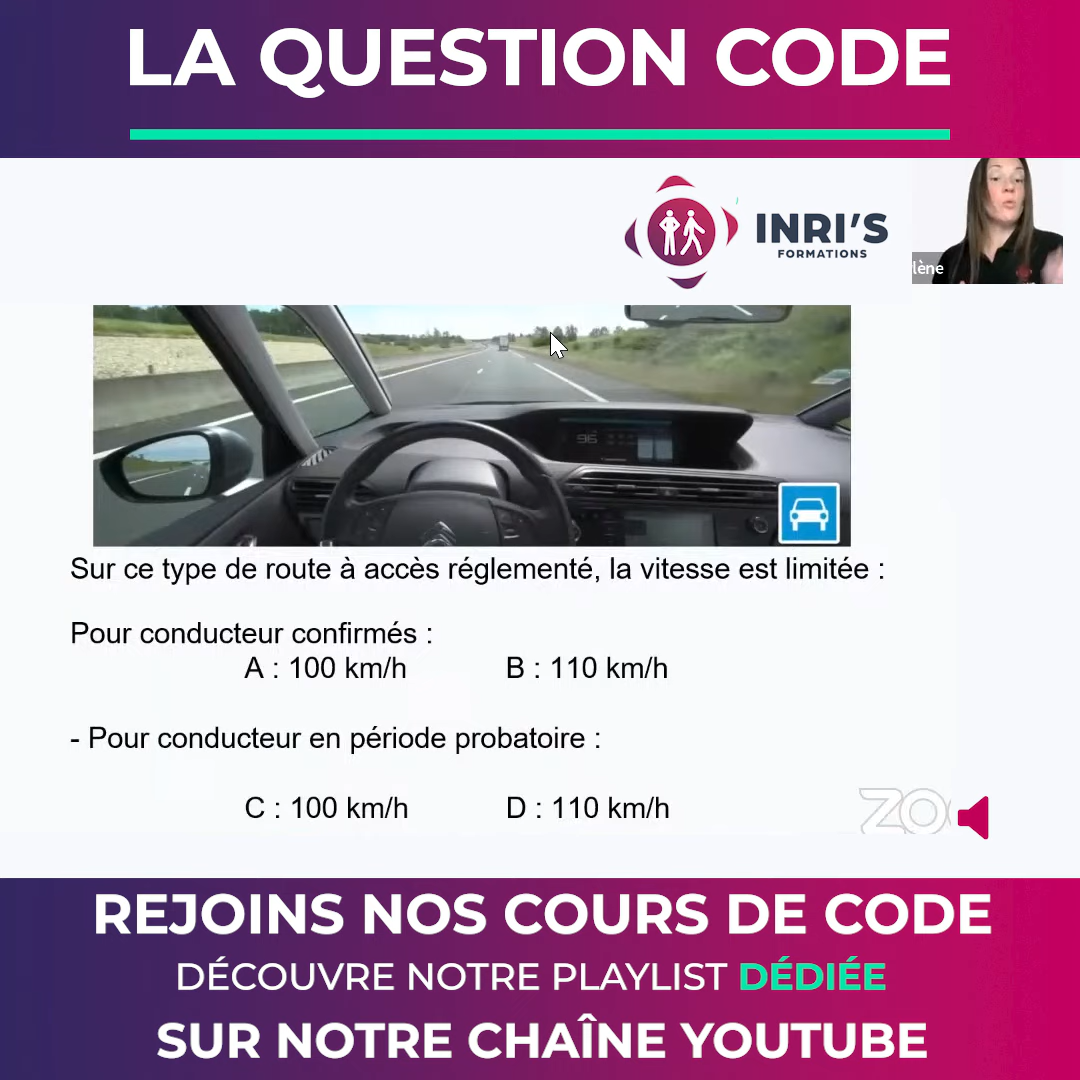 LA QUESTION CODE
INRI'S
FORMATIONS
lène
96
Sur ce type de route à accès réglementé, la vitesse est limitée :
Pour conducteur confirmés :
A : 100 km/h B : 110 km/h
- Pour conducteur en période probatoire :
C : 100 km/h D : 110 km/h
REJOINS NOS COURS DE CODE
DÉCOUVRE NOTRE PLAYLIST DÉDIÉE
SUR NOTRE CHAÎNE YOUTUBE